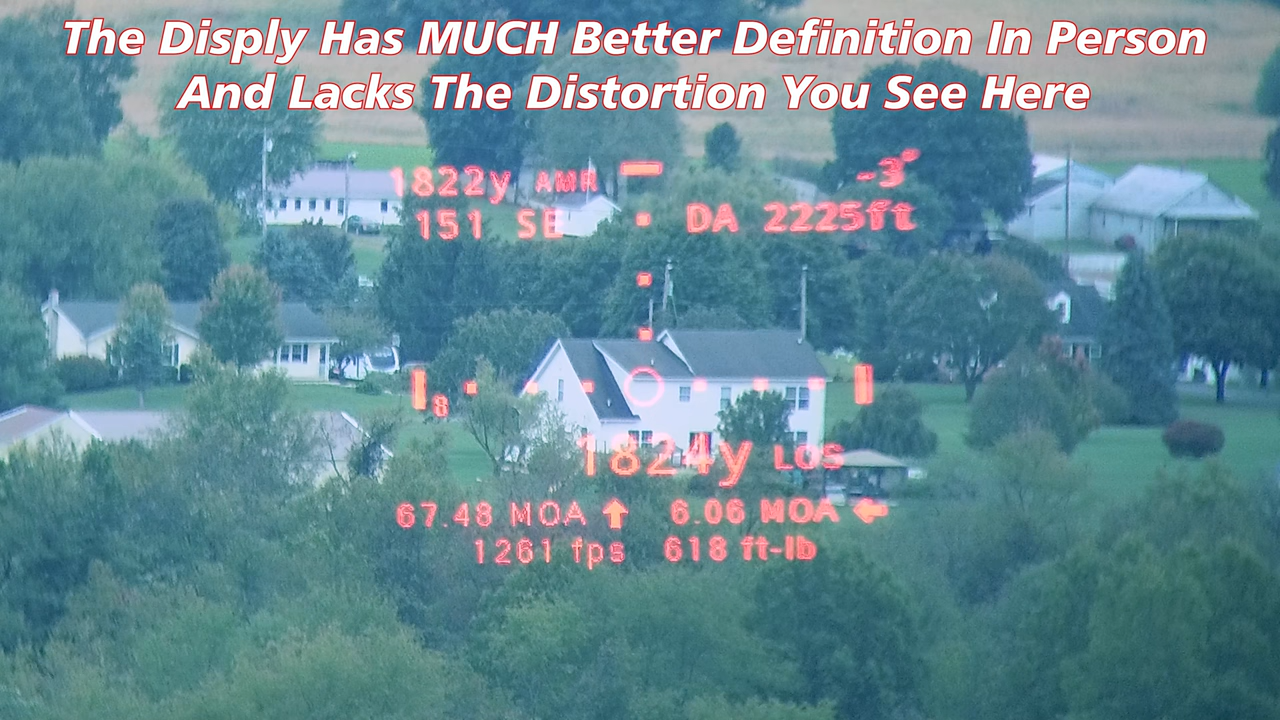 The Disply Has MUCH Better Definition In Person
And Lacks The Distortion You See Here
1822y AMR -3°
151 SE DA 2225ft
8
1824y LOS
67.48 MOA ↑ 6.06 MOA ←
1261 fps 618 ft-lb